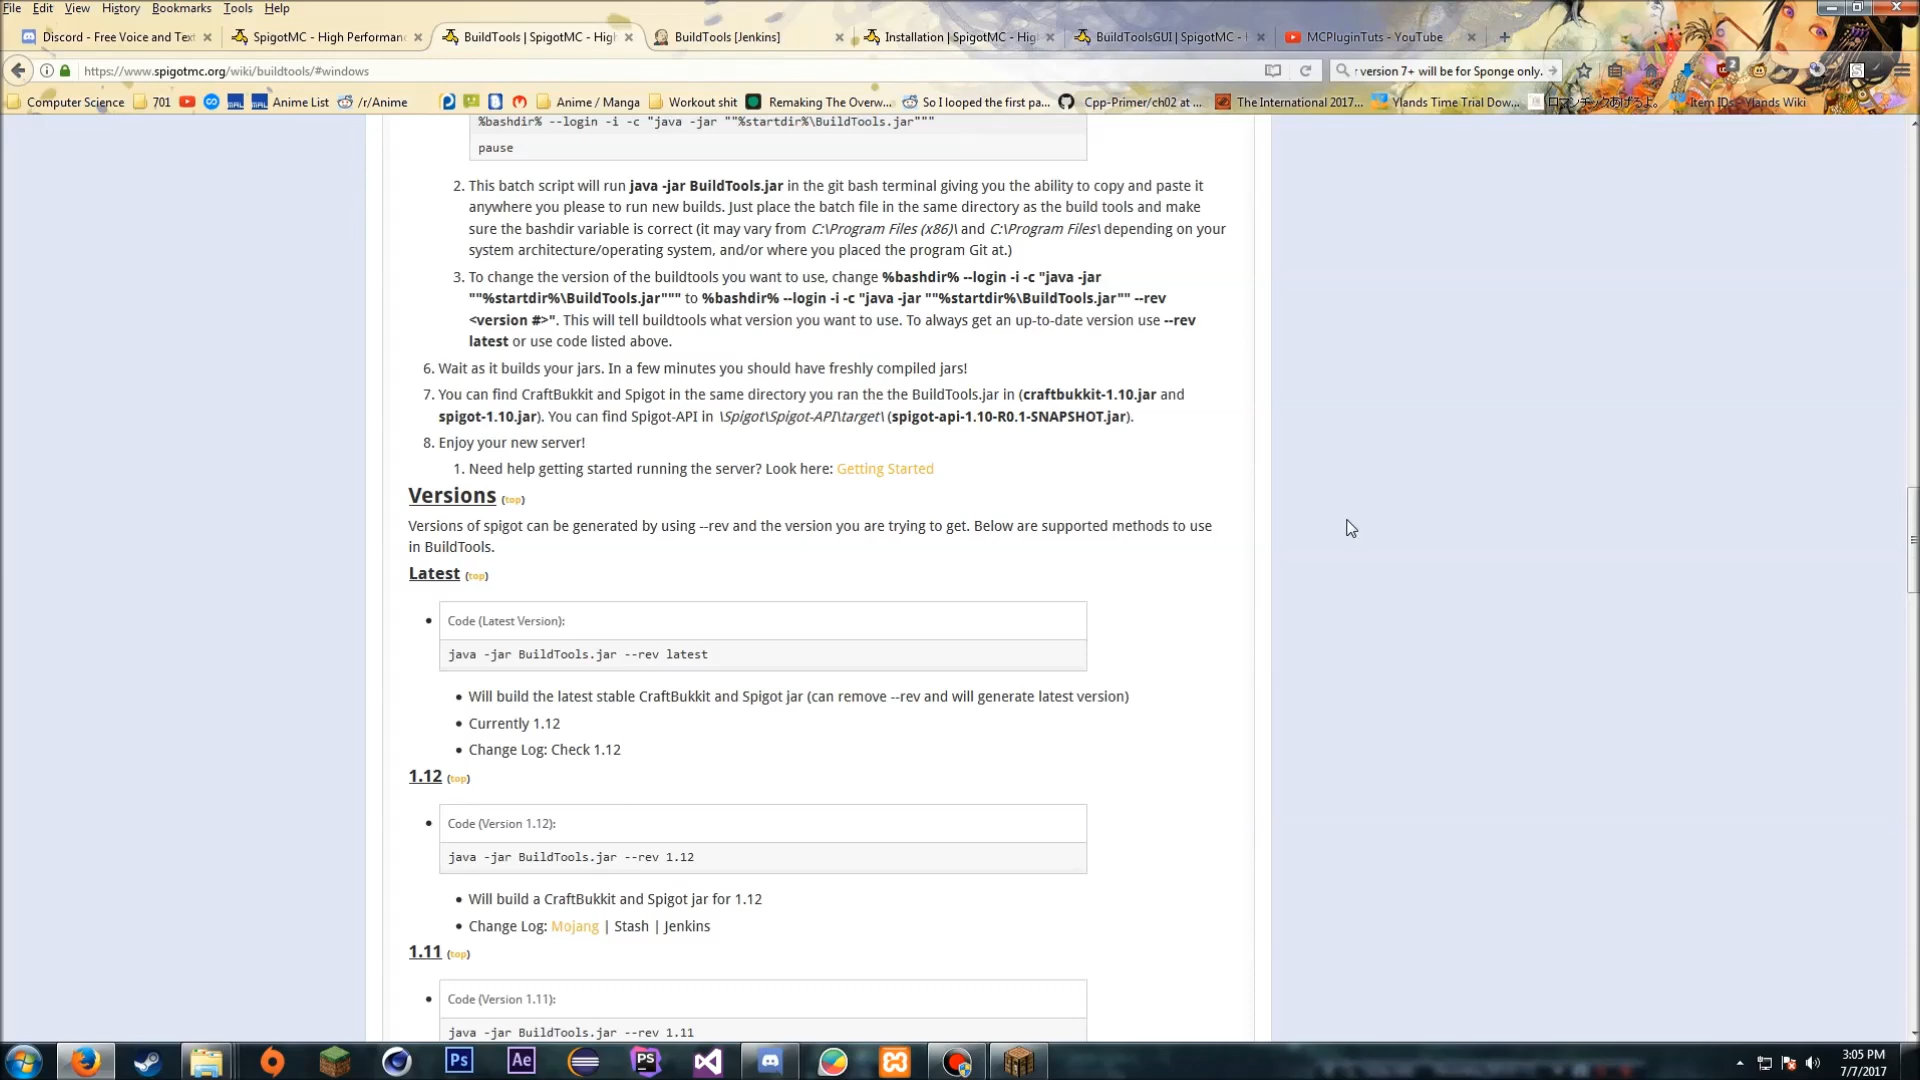 File Edit View History Bookmarks Tools Help
Discord - Free Voice and Text
SpigotMC - High Performan
BuildTools | SpigotMC - High
BuildTools [Jenkins]
Installation | SpigotMC - Hig
BuildToolsGUI | SpigotMC -
MCPluginTuts - YouTube
https://www.spigotmc.org/wiki/buildtools/#windows
version 7+ will be for Sponge only.
Computer Science 701 Anime List /r/Anime Anime / Manga Workout shit Remaking The Overw... So I looped the first pa... Cpp-Primer/ch02 at ... The International 2017... Ylands Time Trial Dow... Item IDs - Ylands Wiki
%bashdir% --login -i -c "java -jar ""%startdir%\BuildTools.jar"""
pause
2. This batch script will run java -jar BuildTools.jar in the git bash terminal giving you the ability to copy and paste it
anywhere you please to run new builds. Just place the batch file in the same directory as the build tools and make
sure the bashdir variable is correct (it may vary from C:\Program Files (x86)\ and C:\Program Files\ depending on your
system architecture/operating system, and/or where you placed the program Git at.)
3. To change the version of the buildtools you want to use, change %bashdir% --login -i -c "java -jar
""%startdir%\BuildTools.jar""" to %bashdir% --login -i -c "java -jar ""%startdir%\BuildTools.jar"" --rev
<version #>". This will tell buildtools what version you want to use. To always get an up-to-date version use --rev
latest or use code listed above.
6. Wait as it builds your jars. In a few minutes you should have freshly compiled jars!
7. You can find CraftBukkit and Spigot in the same directory you ran the the BuildTools.jar in (craftbukkit-1.10.jar and
spigot-1.10.jar). You can find Spigot-API in \Spigot\Spigot-API\target\ (spigot-api-1.10-R0.1-SNAPSHOT.jar).
8. Enjoy your new server!
1. Need help getting started running the server? Look here: Getting Started
Versions (top)
Versions of spigot can be generated by using --rev and the version you are trying to get. Below are supported methods to use
in BuildTools.
Latest (top)
Code (Latest Version):
java -jar BuildTools.jar --rev latest
Will build the latest stable CraftBukkit and Spigot jar (can remove --rev and will generate latest version)
Currently 1.12
Change Log: Check 1.12
1.12 (top)
Code (Version 1.12):
java -jar BuildTools.jar --rev 1.12
Will build a CraftBukkit and Spigot jar for 1.12
Change Log: Mojang | Stash | Jenkins
1.11 (top)
Code (Version 1.11):
java -jar BuildTools.jar --rev 1.11
Ps Ae PS
3:05 PM
7/7/2017